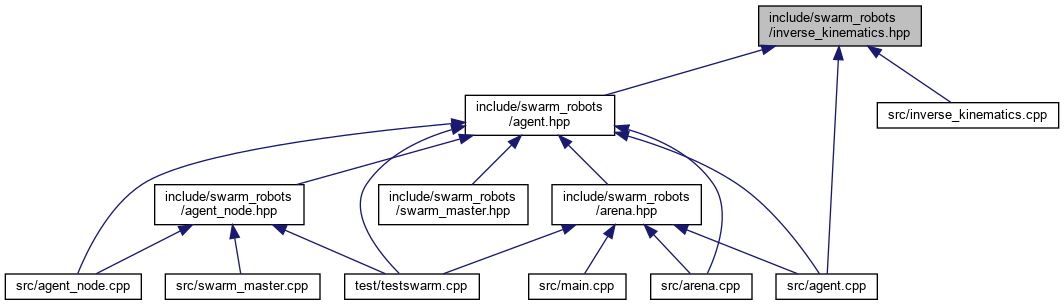 include/swarm_robots
/inverse_kinematics.hpp
include/swarm_robots
/agent.hpp
src/inverse_kinematics.cpp
include/swarm_robots
/agent_node.hpp
include/swarm_robots
/swarm_master.hpp
include/swarm_robots
/arena.hpp
src/agent_node.cpp
src/swarm_master.cpp
test/testswarm.cpp
src/main.cpp
src/arena.cpp
src/agent.cpp